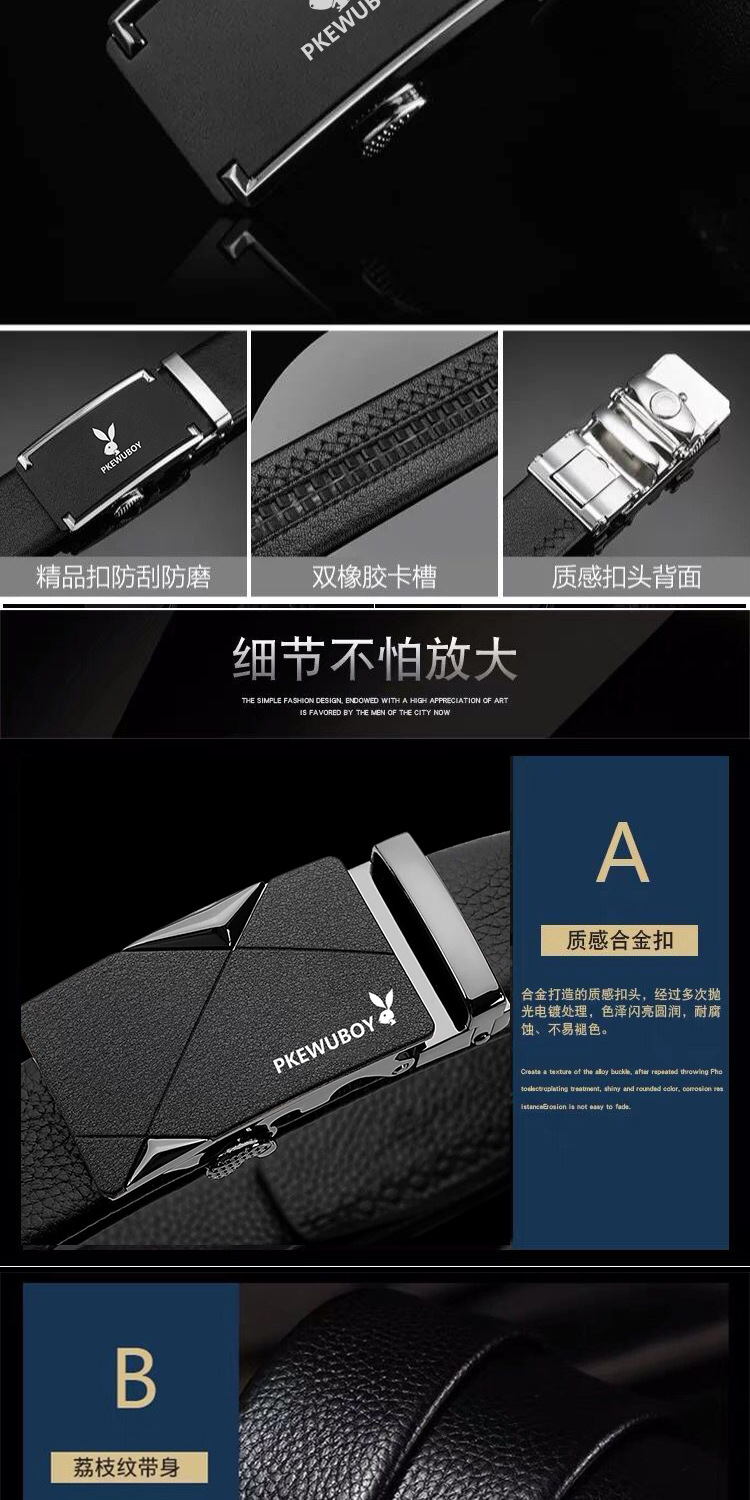 PKEWUBOY
PKEWUBOY
精品扣防刮防磨
双橡胶卡槽
质感扣头背面
细节不怕放大
THE SIMPLE FASHION DESIGN, ENDOWED WITH A HIGH APPRECIATION OF ART
IS FAVORED BY THE MEN OF THE CITY NOW
PKEWUBOY
A
质感合金扣
合金打造的质感扣头，经过多次抛
光电镀处理，色泽闪亮圆润，耐腐
蚀、不易褪色。
Create a texture of the alloy buckle, after repeated throwing Pho
toelectroplating treatment, shiny and rounded color, corrosion res
istanceErosion is not easy to fade.
B
荔枝纹带身